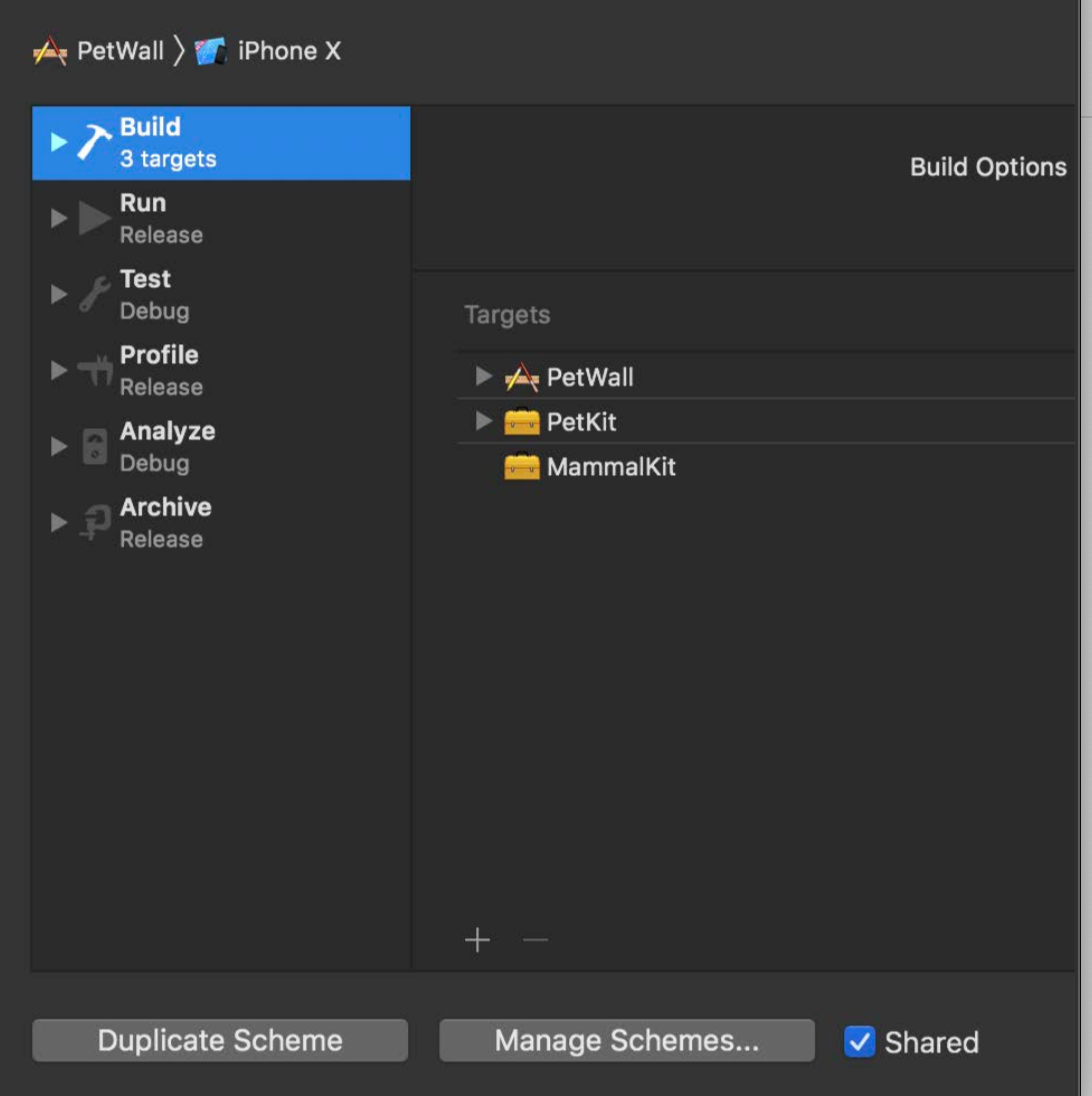 PetWall 〉 iPhone X
Build
3 targets
Run
Release
Test
Debug
Profile
Release
Analyze
Debug
Archive
Release
Build Options
Targets
PetWall
PetKit
MammalKit
Duplicate Scheme
Manage Schemes...
Shared